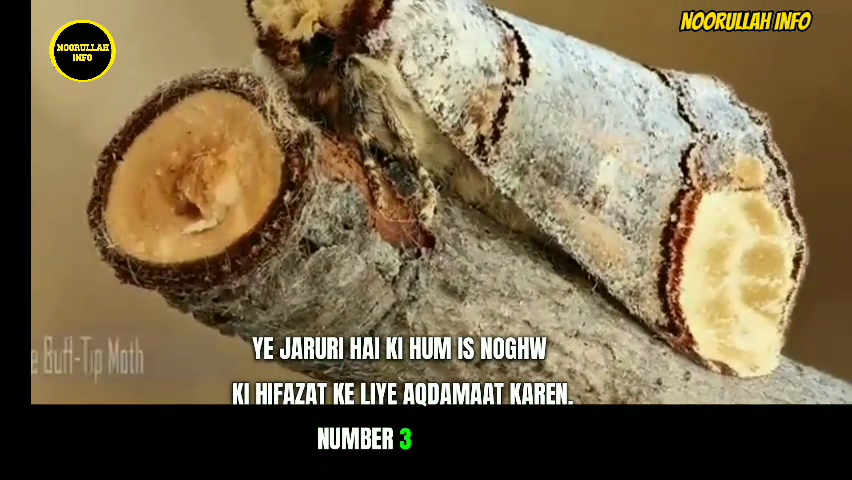 NOORULLAH
INFO
NOORULLAH INFO
e Buff-Tip Moth
YE JARURI HAI KI HUM IS NOGHW
KI HIFAZAT KE LIYE AQDAMAAT KAREN.
NUMBER 3